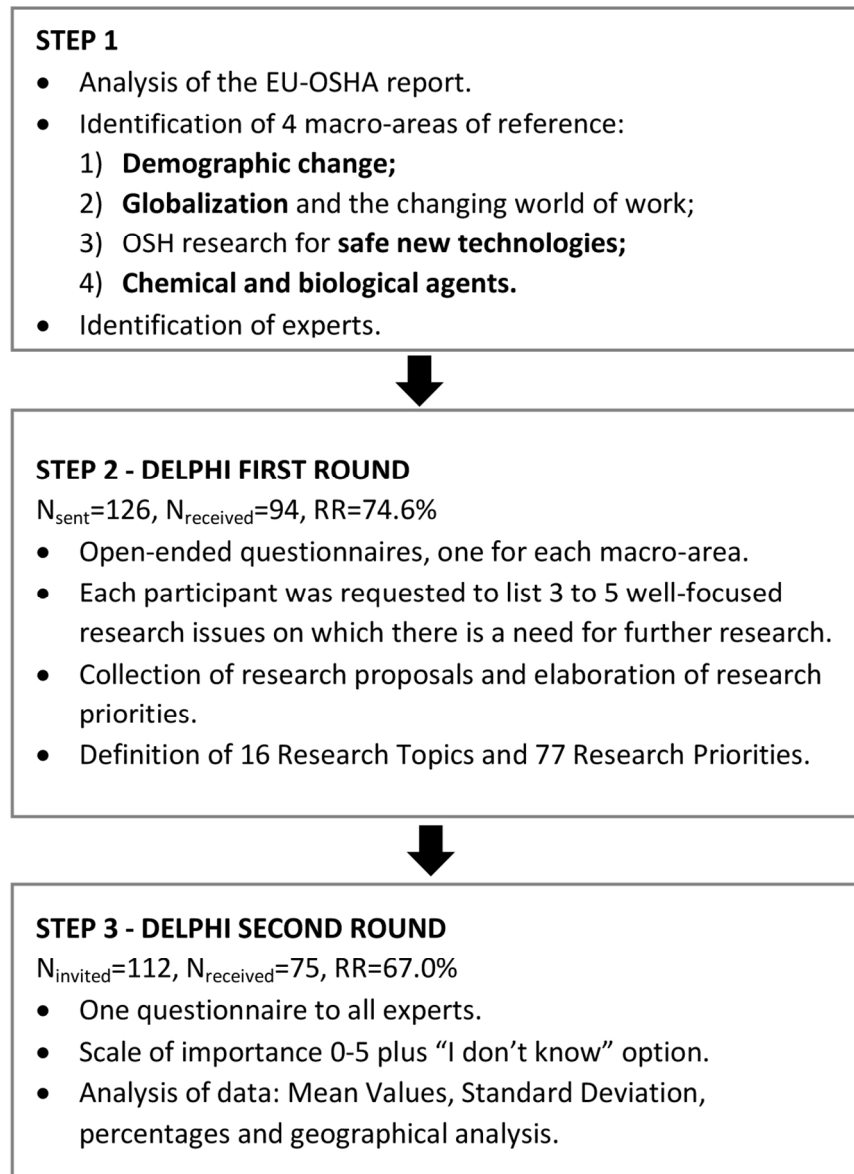 STEP 1
• Analysis of the EU-OSHA report.
• Identification of 4 macro-areas of reference:
1) Demographic change;
2) Globalization and the changing world of work;
3) OSH research for safe new technologies;
4) Chemical and biological agents.
• Identification of experts.
STEP 2 - DELPHI FIRST ROUND
Nsent=126, Nreceived=94, RR=74.6%
• Open-ended questionnaires, one for each macro-area.
• Each participant was requested to list 3 to 5 well-focused
research issues on which there is a need for further research.
• Collection of research proposals and elaboration of research
priorities.
• Definition of 16 Research Topics and 77 Research Priorities.
STEP 3 - DELPHI SECOND ROUND
Ninvited=112, Nreceived=75, RR=67.0%
• One questionnaire to all experts.
• Scale of importance 0-5 plus “I don’t know” option.
• Analysis of data: Mean Values, Standard Deviation,
percentages and geographical analysis.